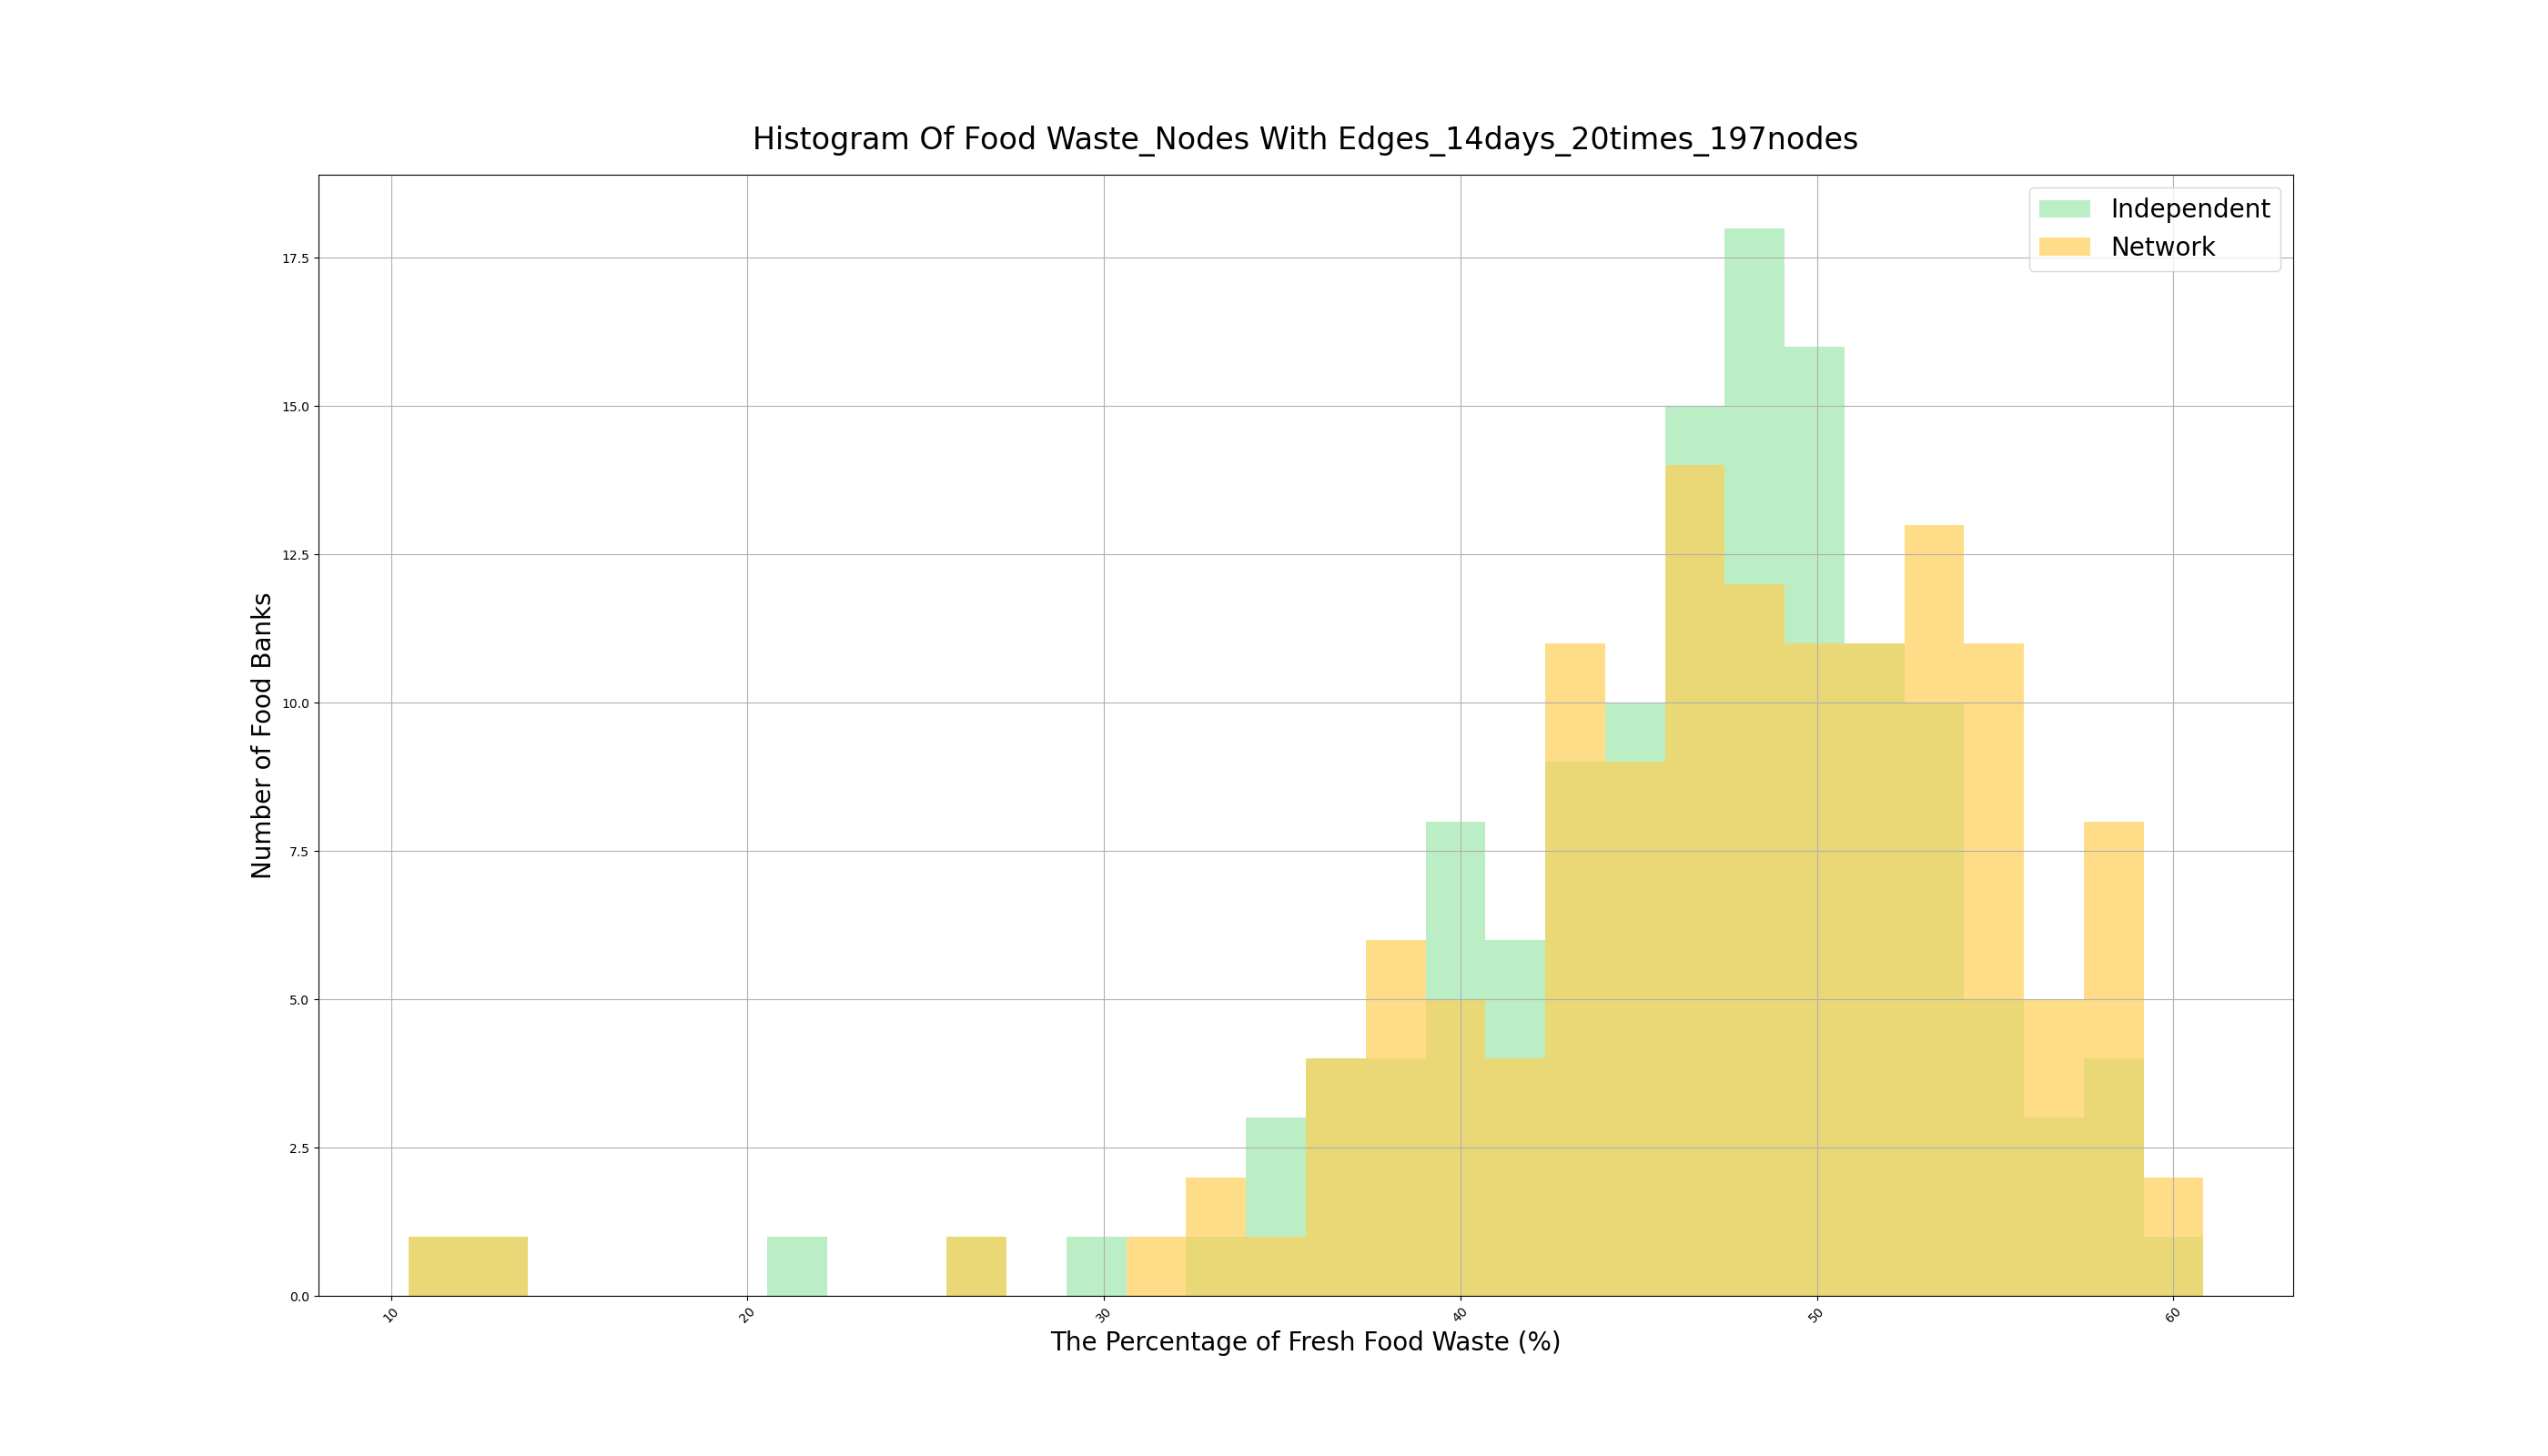 Histogram Of Food Waste_Nodes With Edges_14days_20times_197nodes
Independent
Network
Number of Food Banks
17.5
15.0
12.5
10.0
7.5
5.0
2.5
0.0
10 20 30 40 50 60
The Percentage of Fresh Food Waste (%)